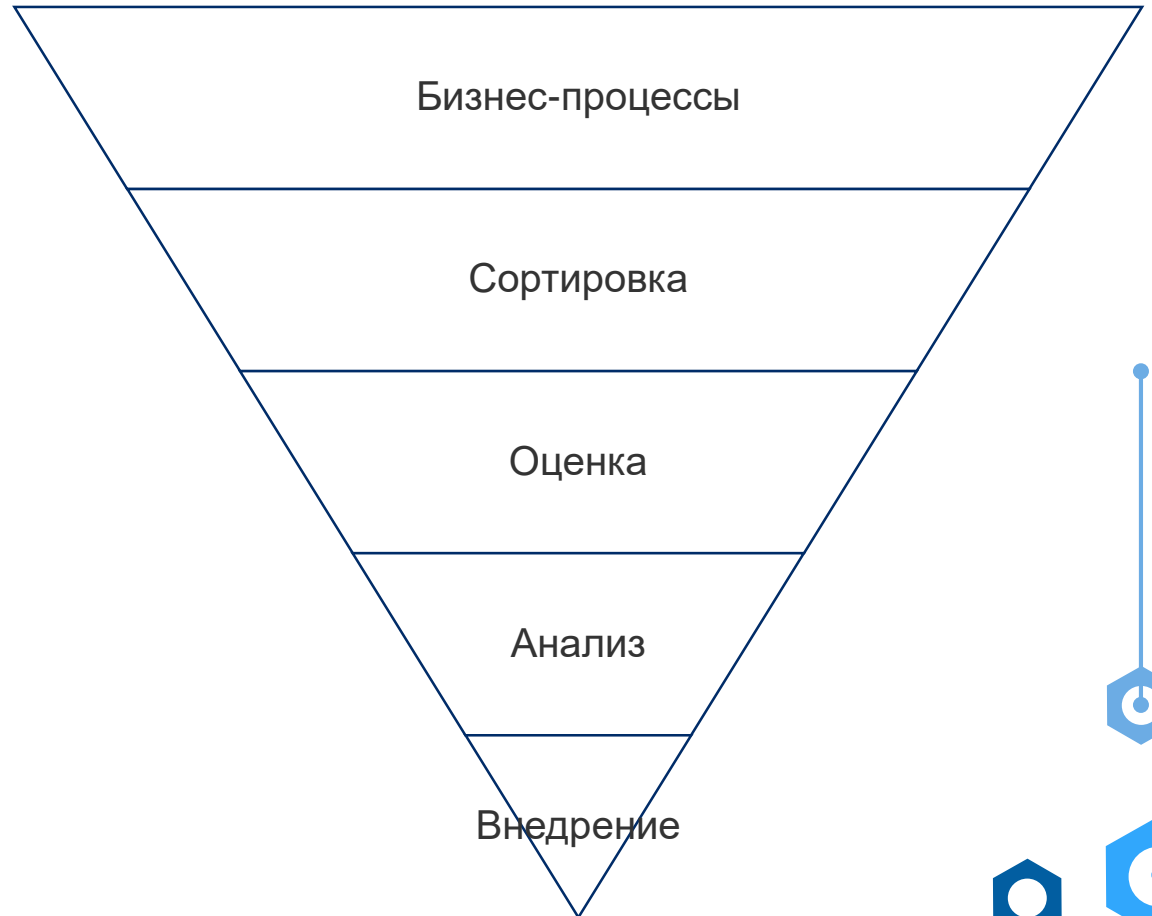 Бизнес-процессы
Сортировка
Оценка
Анализ
Внедрение